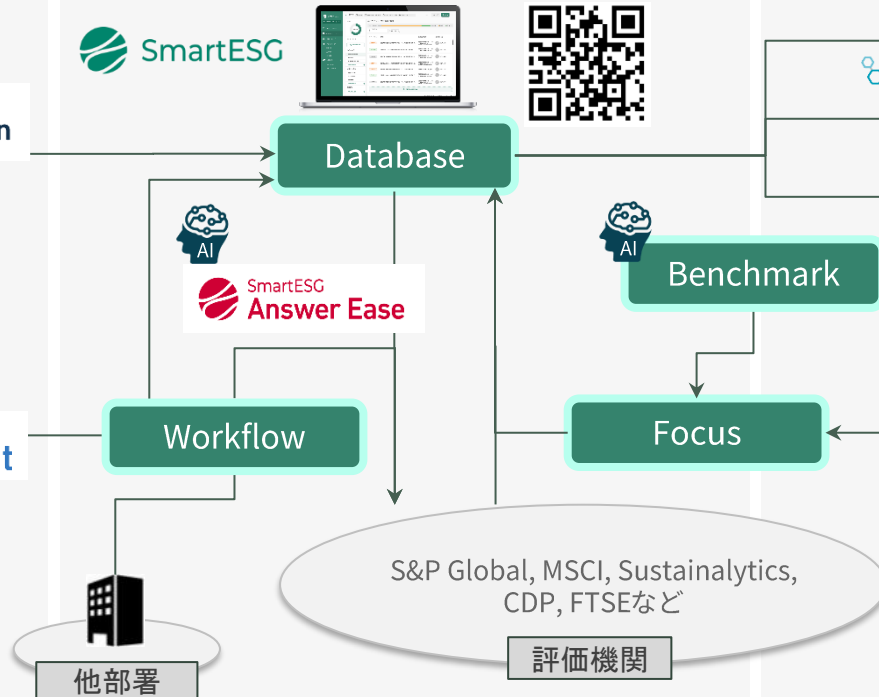 SmartESG
n
Database
AI
AI
SmartESG
Answer Ease
Benchmark
Workflow
Focus
t
S&P Global, MSCI, Sustainalytics,
CDP, FTSEなど
評価機関
他部署